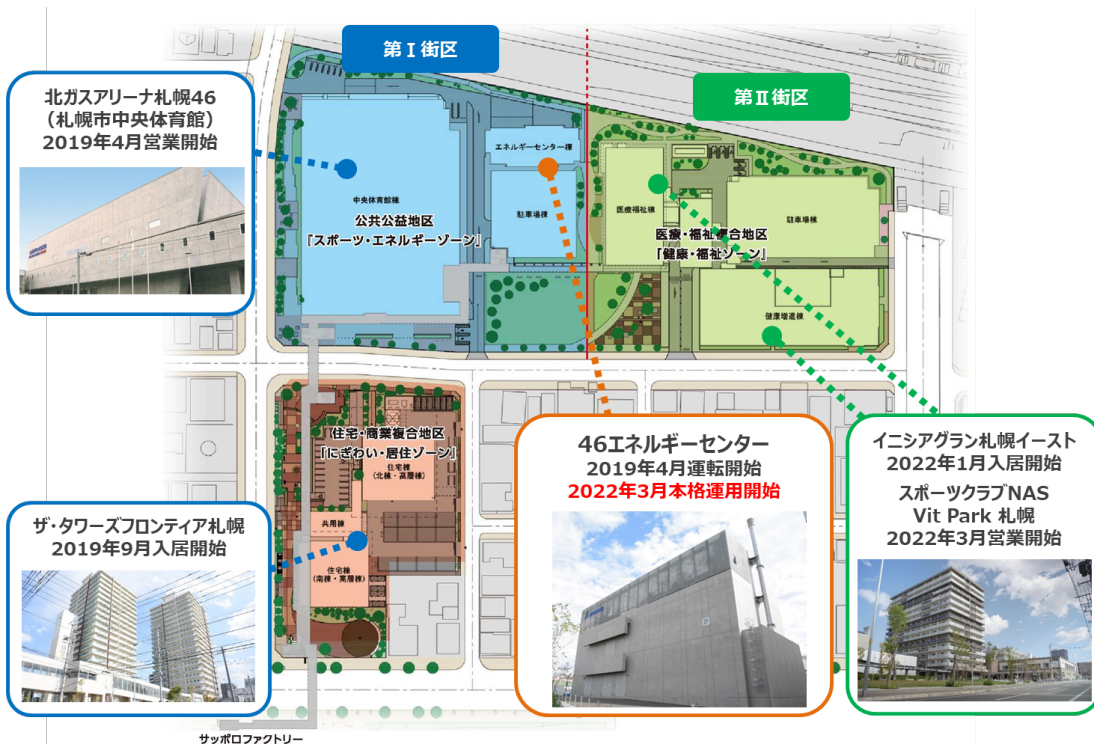 第Ⅰ街区
第Ⅱ街区
北ガスアリーナ札幌46
（札幌市中央体育館）
2019年4月営業開始
エネルギーセンター棟
中央体育館棟
駐車場棟
公共公益地区
「スポーツ・エネルギーゾーン」
医療福祉棟
駐車場棟
医療・福祉複合地区
「健康・福祉ゾーン」
健康増進棟
住宅・商業複合地区
「にぎわい・居住ゾーン」
住宅棟
（北棟・高層棟）
共用棟
住宅棟
（南棟・高層棟）
ザ・タワーズフロンティア札幌
2019年9月入居開始
46エネルギーセンター
2019年4月運転開始
2022年3月本格運用開始
イニシアグラン札幌イースト
2022年1月入居開始
スポーツクラブNAS
Vit Park 札幌
2022年3月営業開始
サッポロファクトリー